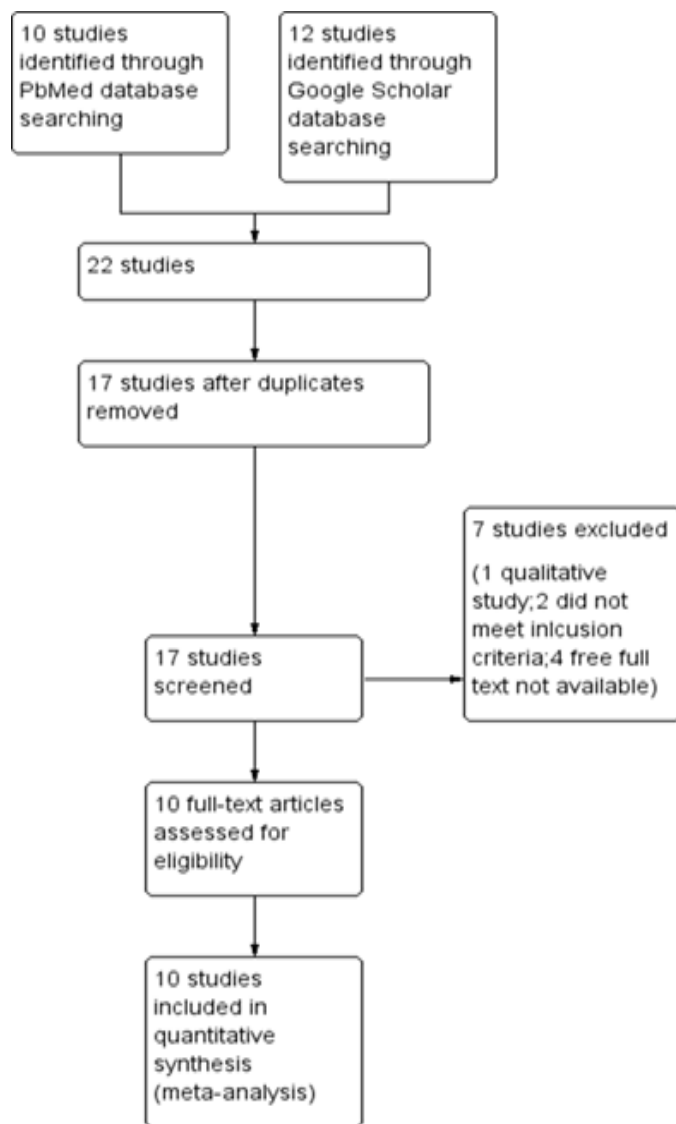 10 studies
identified through
PbMed database
searching
12 studies
identified through
Google Scholar
database
searching
22 studies
17 studies after duplicates
removed
7 studies excluded
(1 qualitative
study;2 did not
meet inlcusion
criteria;4 free full
text not available)
17 studies
screened
10 full-text articles
assessed for
eligibility
10 studies
included in
quantitative
synthesis
(meta-analysis)